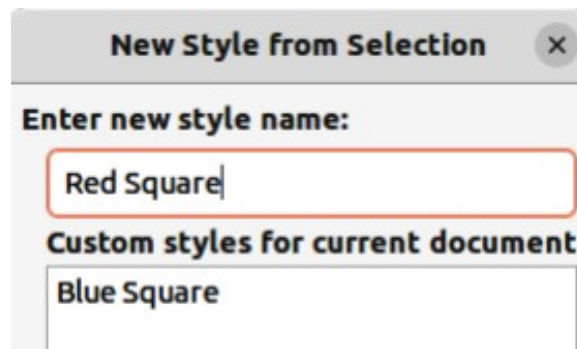 New Style from Selection
Enter new style name:
Red Square
Custom styles for current document
Blue Square